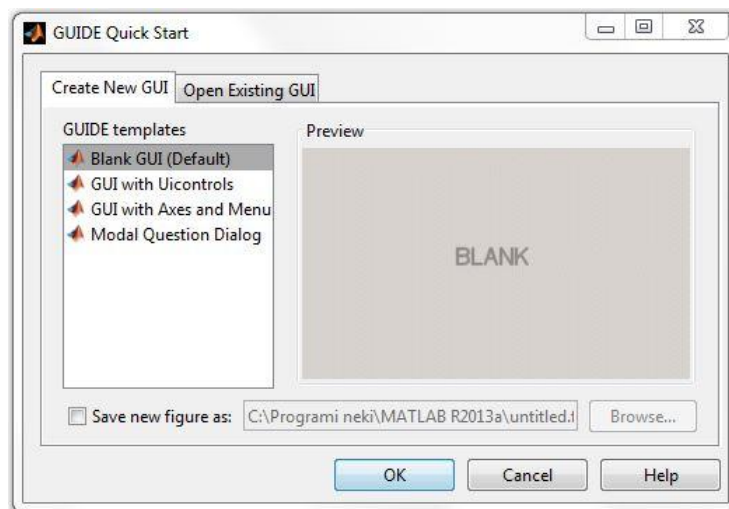 GUIDE Quick Start
Create New GUI
Open Existing GUI
GUIDE templates
Preview
Blank GUI (Default)
GUI with Uicontrols
GUI with Axes and Menu
Modal Question Dialog
BLANK
Save new figure as:
C:\Programi neki\MATLAB R2013a\untitled.f
Browse...
OK
Cancel
Help